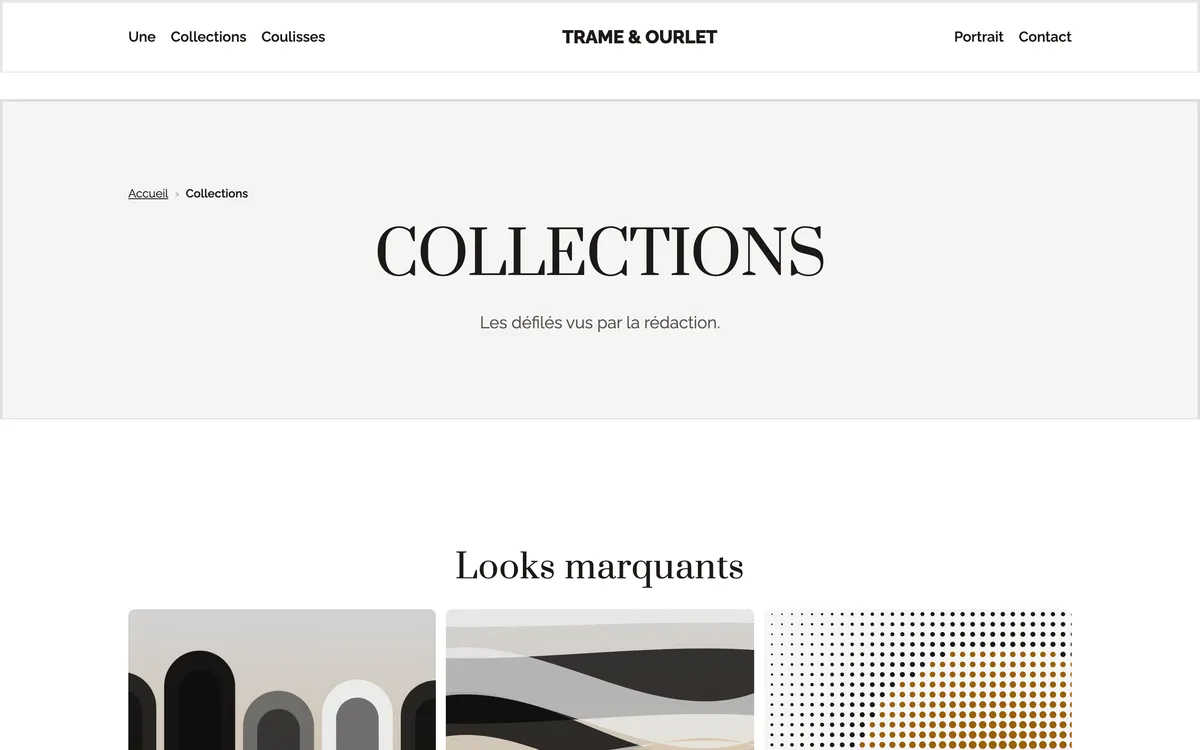 Une Collections Coulisses TRAME & OURLET Portrait Contact
Accueil › Collections
COLLECTIONS
Les défilés vus par la rédaction.
Looks marquants